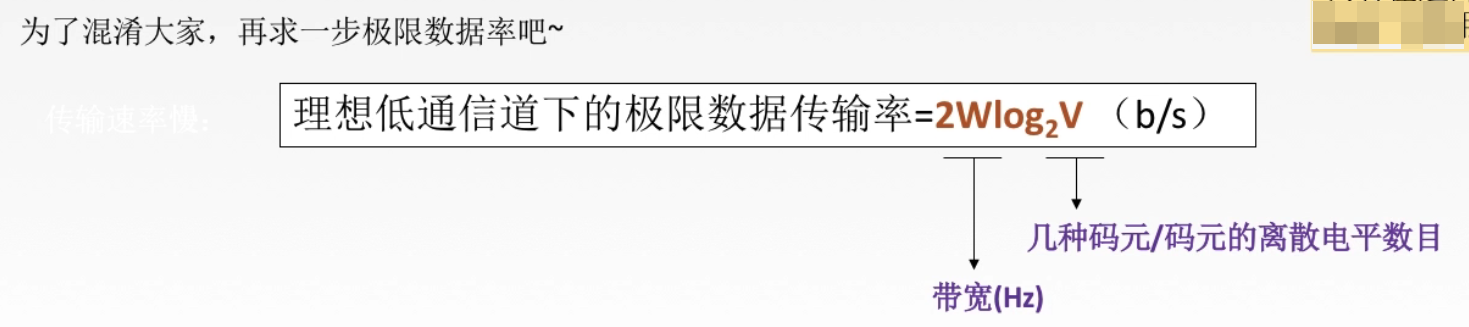 为了混淆大家，再求一步极限数据率吧~
传输速率慢：
理想低通信道下的极限数据传输率=2Wlog₂V （b/s）
几种码元/码元的离散电平数目
带宽(Hz)